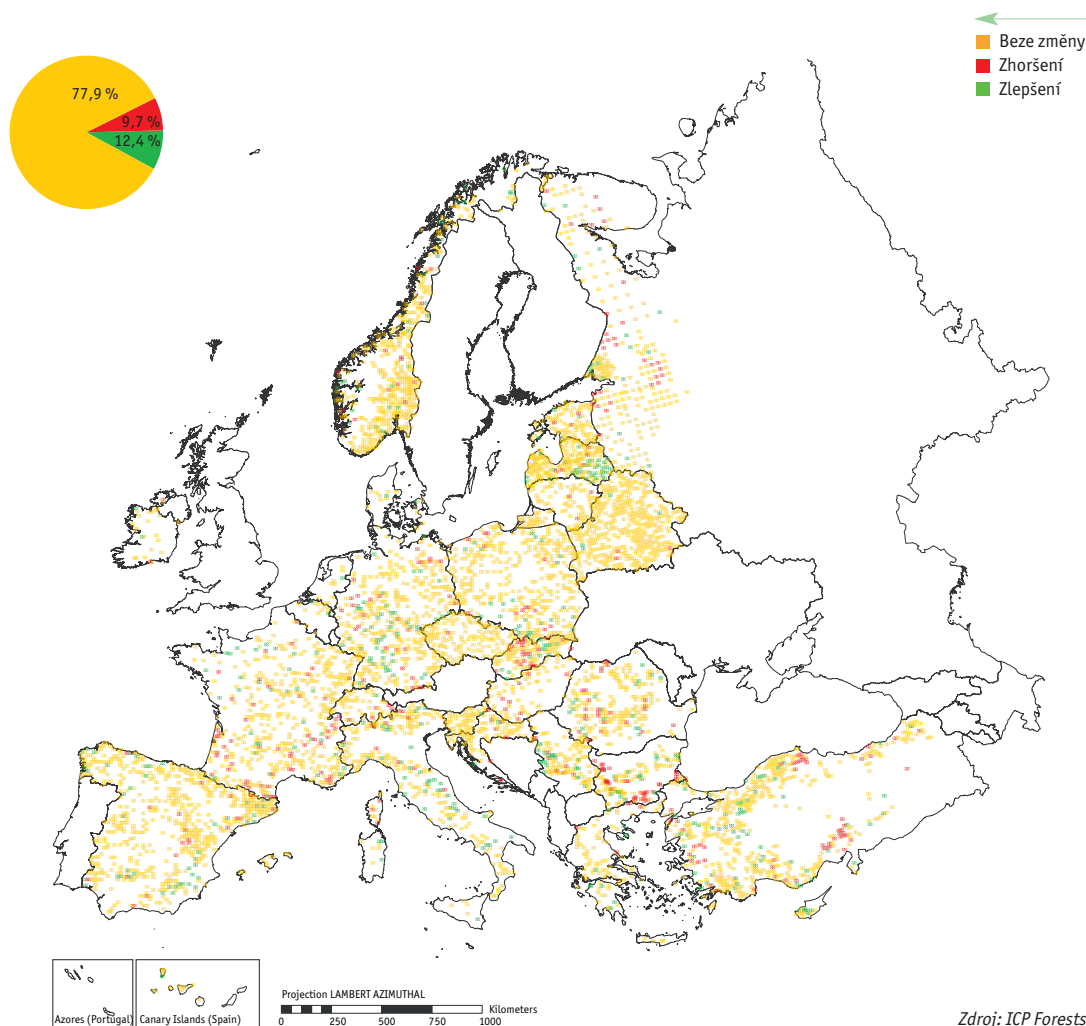 Beze změny
Zhoršení
Zlepšení
77,9 %
9,7 %
12,4 %
Azores (Portugal)
Canary Islands (Spain)
Projection LAMBERT AZIMUTHAL
Kilometers
0 250 500 750 1000
Zdroj: ICP Forests